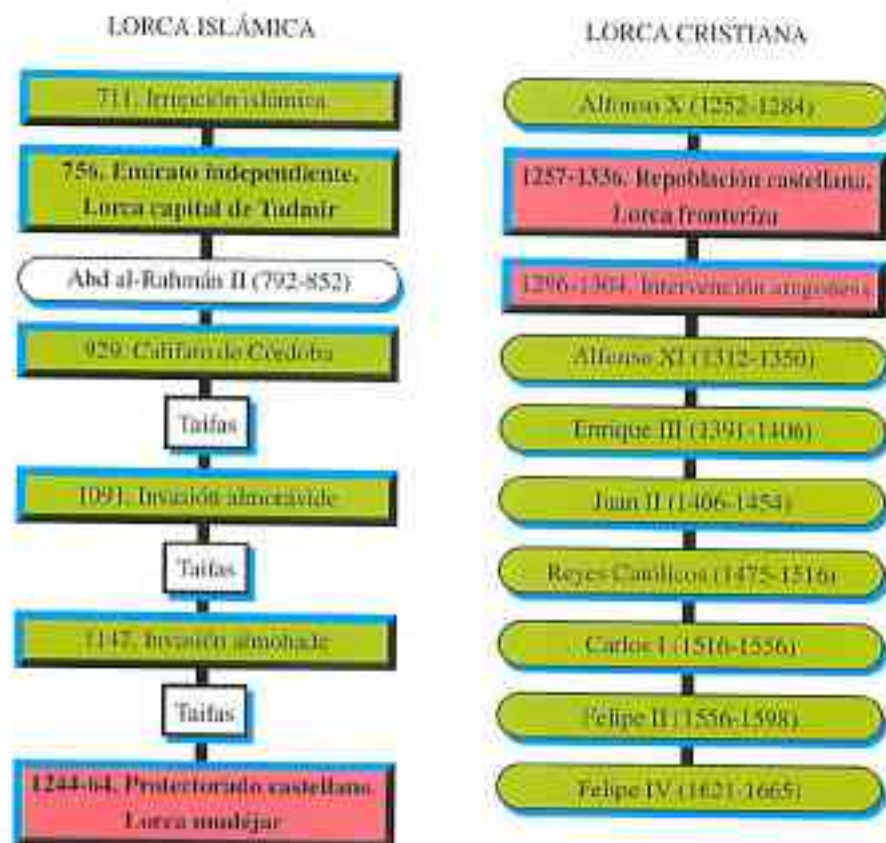 LORCA ISLÁMICA
711. Irrupción islámica
756. Emirato independiente.
Lorca capital de Tudmir
Abd al-Rahmán II (792-852)
929. Califato de Córdoba
Taifas
1091. Invasión almorávide
Taifas
1147. Invasión almohade
Taifas
1244-64. Protectorado castellano.
Lorca mudéjar
LORCA CRISTIANA
Alfonso X (1252-1284)
1257-1336. Repoblación castellana.
Lorca fronteriza
1296-1304. Intervención aragonesa
Alfonso XI (1312-1350)
Enrique III (1391-1406)
Juan II (1406-1454)
Reyes Católicos (1475-1516)
Carlos I (1516-1556)
Felipe II (1556-1598)
Felipe IV (1621-1665)